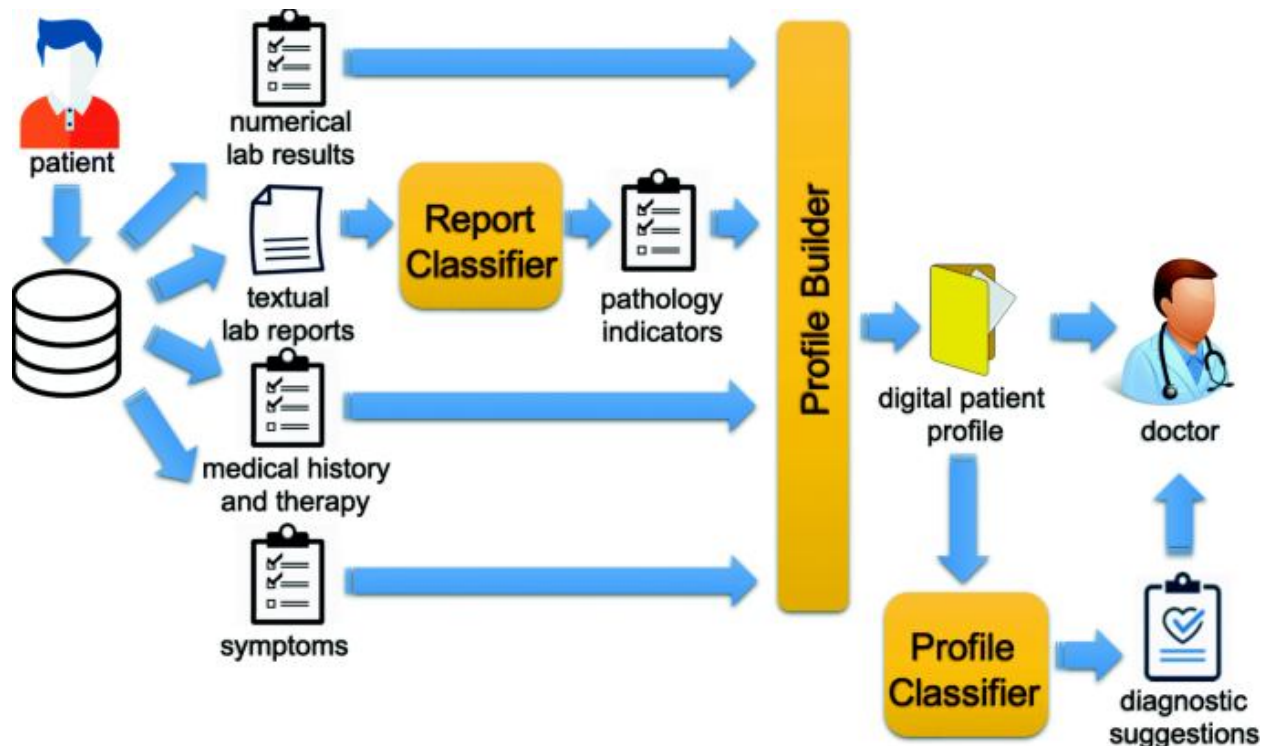 patient
numerical
lab results
textual
lab reports
medical history
and therapy
symptoms
Report
Classifier
pathology
indicators
Profile Builder
digital patient
profile
doctor
Profile
Classifier
diagnostic
suggestions